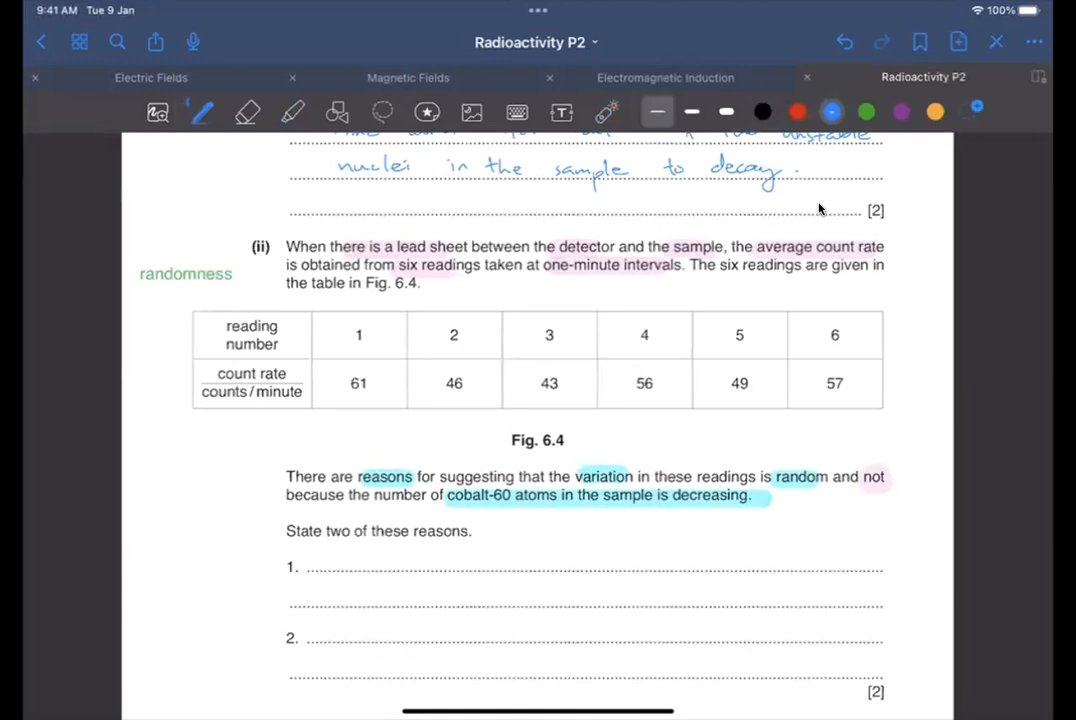 9:41 AM Tue 9 Jan
100%
Radioactivity P2
Electric Fields
Magnetic Fields
Electromagnetic Induction
Radioactivity P2
unstable
nuclei in the sample to decay.
[2]
(ii) When there is a lead sheet between the detector and the sample, the average count rate
is obtained from six readings taken at one-minute intervals. The six readings are given in
the table in Fig. 6.4.
randomness
reading number 1 2 3 4 5 6
count rate counts / minute 61 46 43 56 49 57
Fig. 6.4
There are reasons for suggesting that the variation in these readings is random and not
because the number of cobalt-60 atoms in the sample is decreasing.
State two of these reasons.
1.
2.
[2]